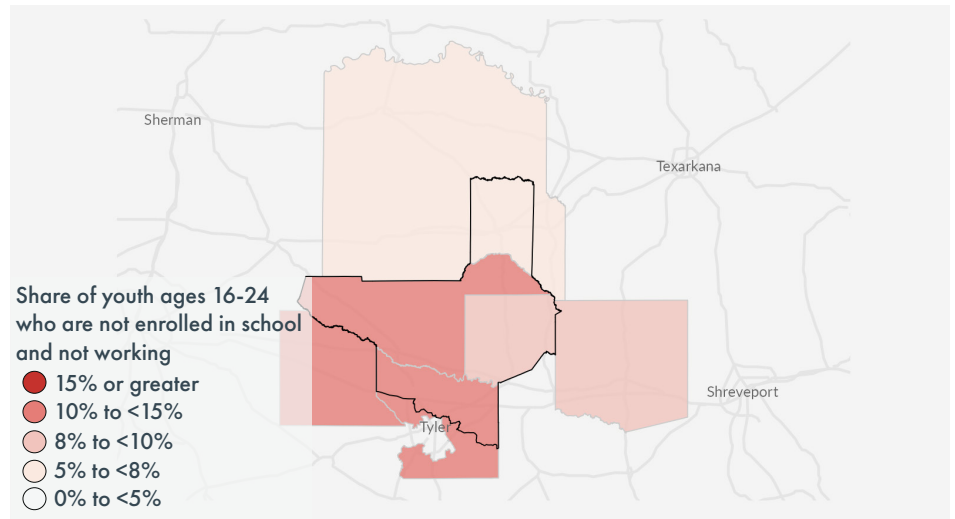 Sherman
Texarkana
Share of youth ages 16-24
who are not enrolled in school
and not working
15% or greater
10% to <15%
8% to <10%
5% to <8%
0% to <5%
Shreveport
Tyler